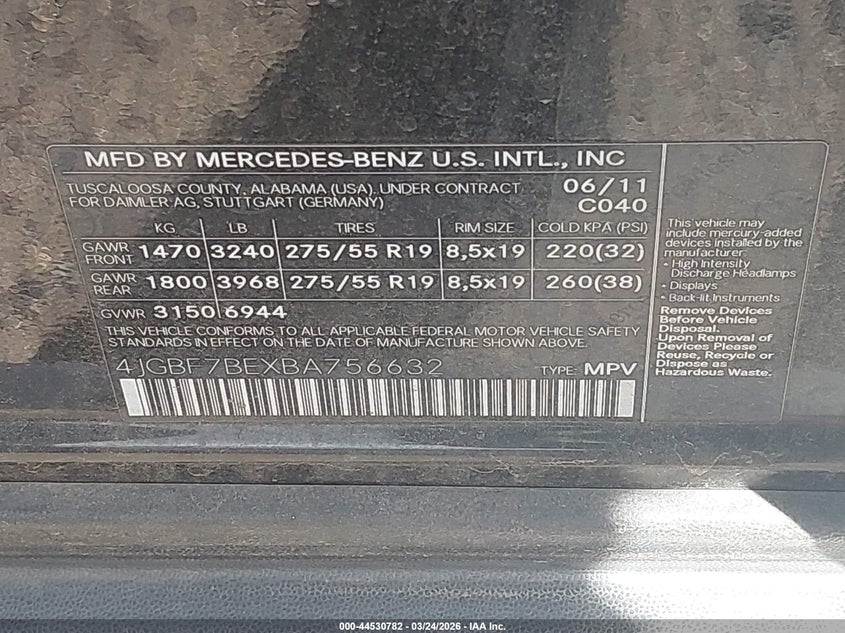 MFD BY MERCEDES-BENZ U.S. INTL., INC
TUSCALOOSA COUNTY, ALABAMA (USA), UNDER CONTRACT 06/11
FOR DAIMLER AG, STUTTGART (GERMANY) C040
KG LB TIRES RIM SIZE COLD KPA (PSI)
GAWR FRONT 1470 3240 275/55 R19 8,5x19 220(32)
GAWR REAR 1800 3968 275/55 R19 8,5x19 260(38)
GVWR 3150 6944
THIS VEHICLE CONFORMS TO ALL APPLICABLE FEDERAL MOTOR VEHICLE SAFETY
STANDARDS IN EFFECT ON THE DATE OF MANUFACTURE SHOWN ABOVE.
4JGBF7BEXBA756632 TYPE: MPV
This vehicle may
include mercury-added
devices installed by the
manufacturer:
• High Intensity
Discharge Headlamps
• Displays
• Back-lit Instruments
Remove Devices
Before Vehicle
Disposal.
Upon Removal of
Devices Please
Reuse, Recycle or
Dispose as
Hazardous Waste.
000-44530782 - 03/24/2026 - IAA Inc.